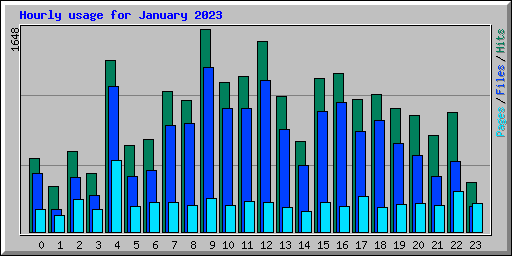 Hourly usage for January 2023
1648
Pages/Files/Hits
0 1 2 3 4 5 6 7 8 9 10 11 12 13 14 15 16 17 18 19 20 21 22 23